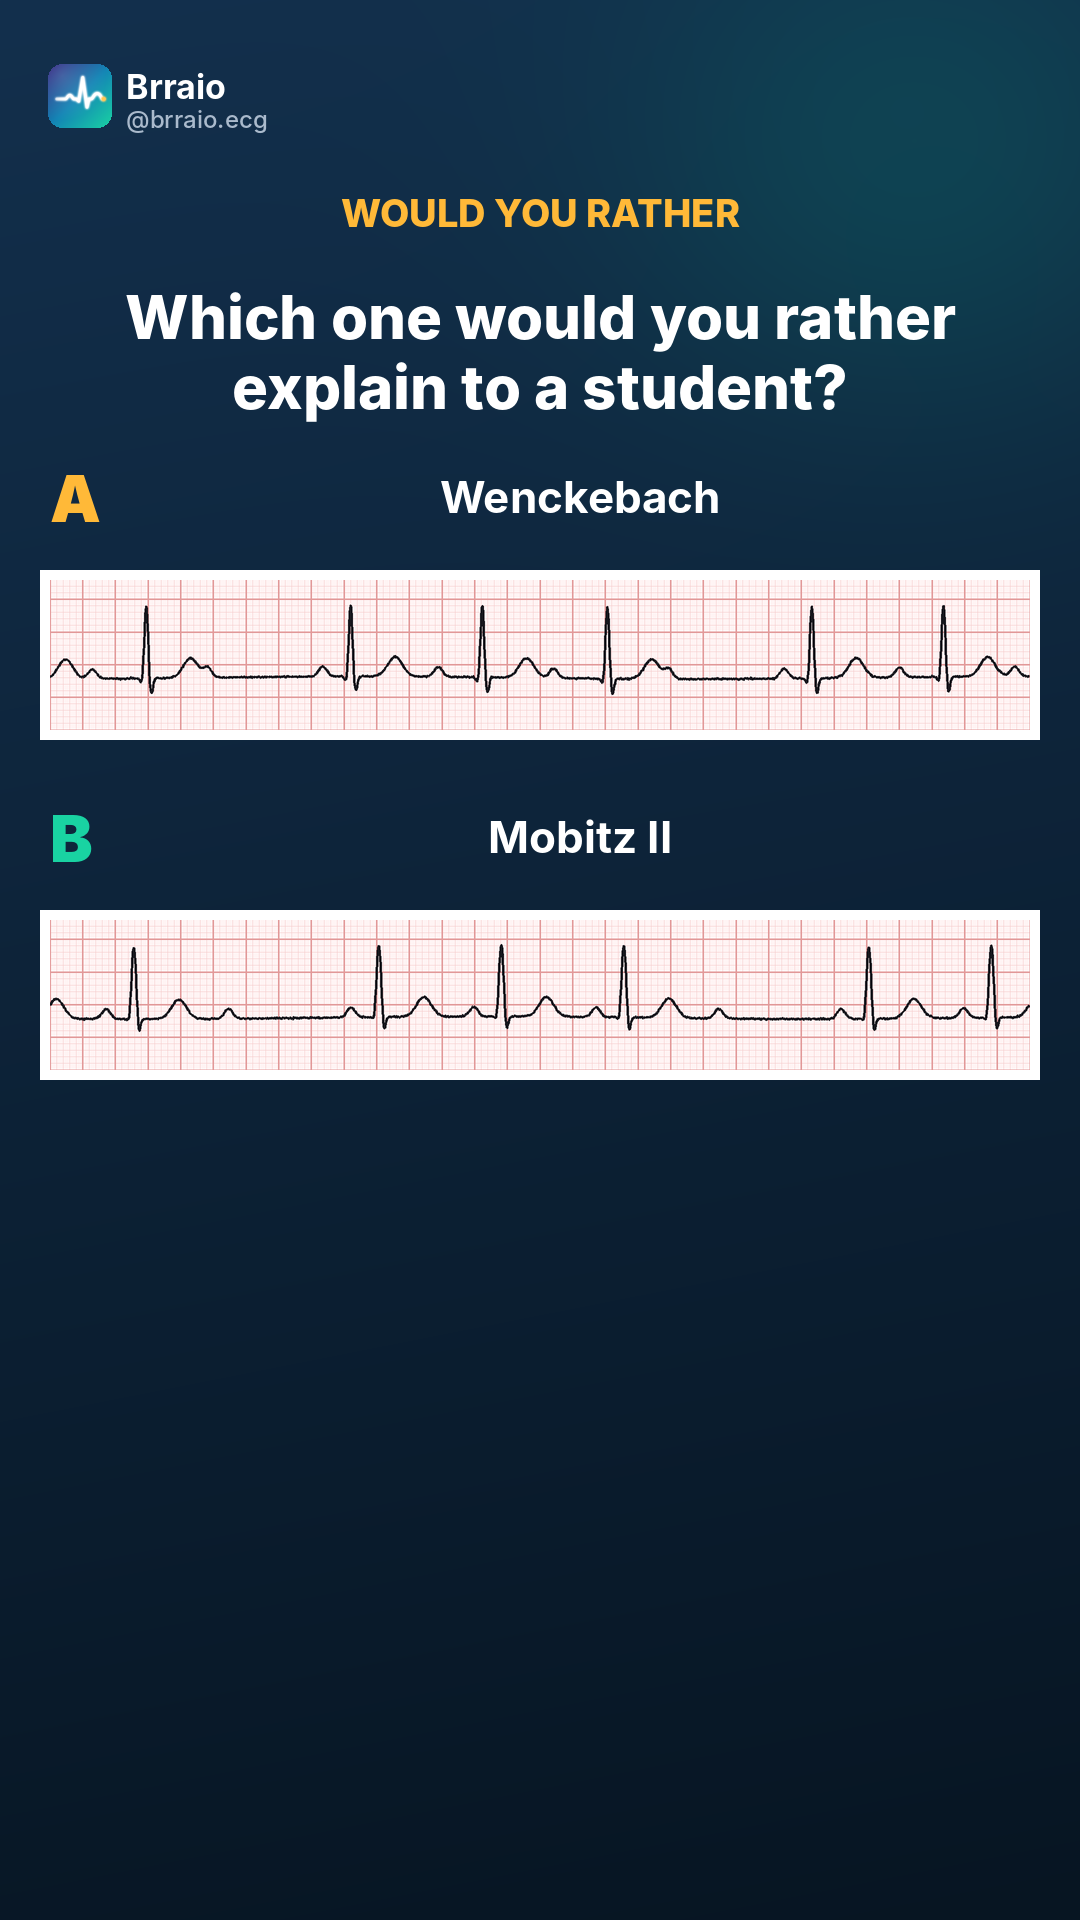 Brraio
@brraio.ecg
WOULD YOU RATHER
Which one would you rather
explain to a student?
A
Wenckebach
B
Mobitz II